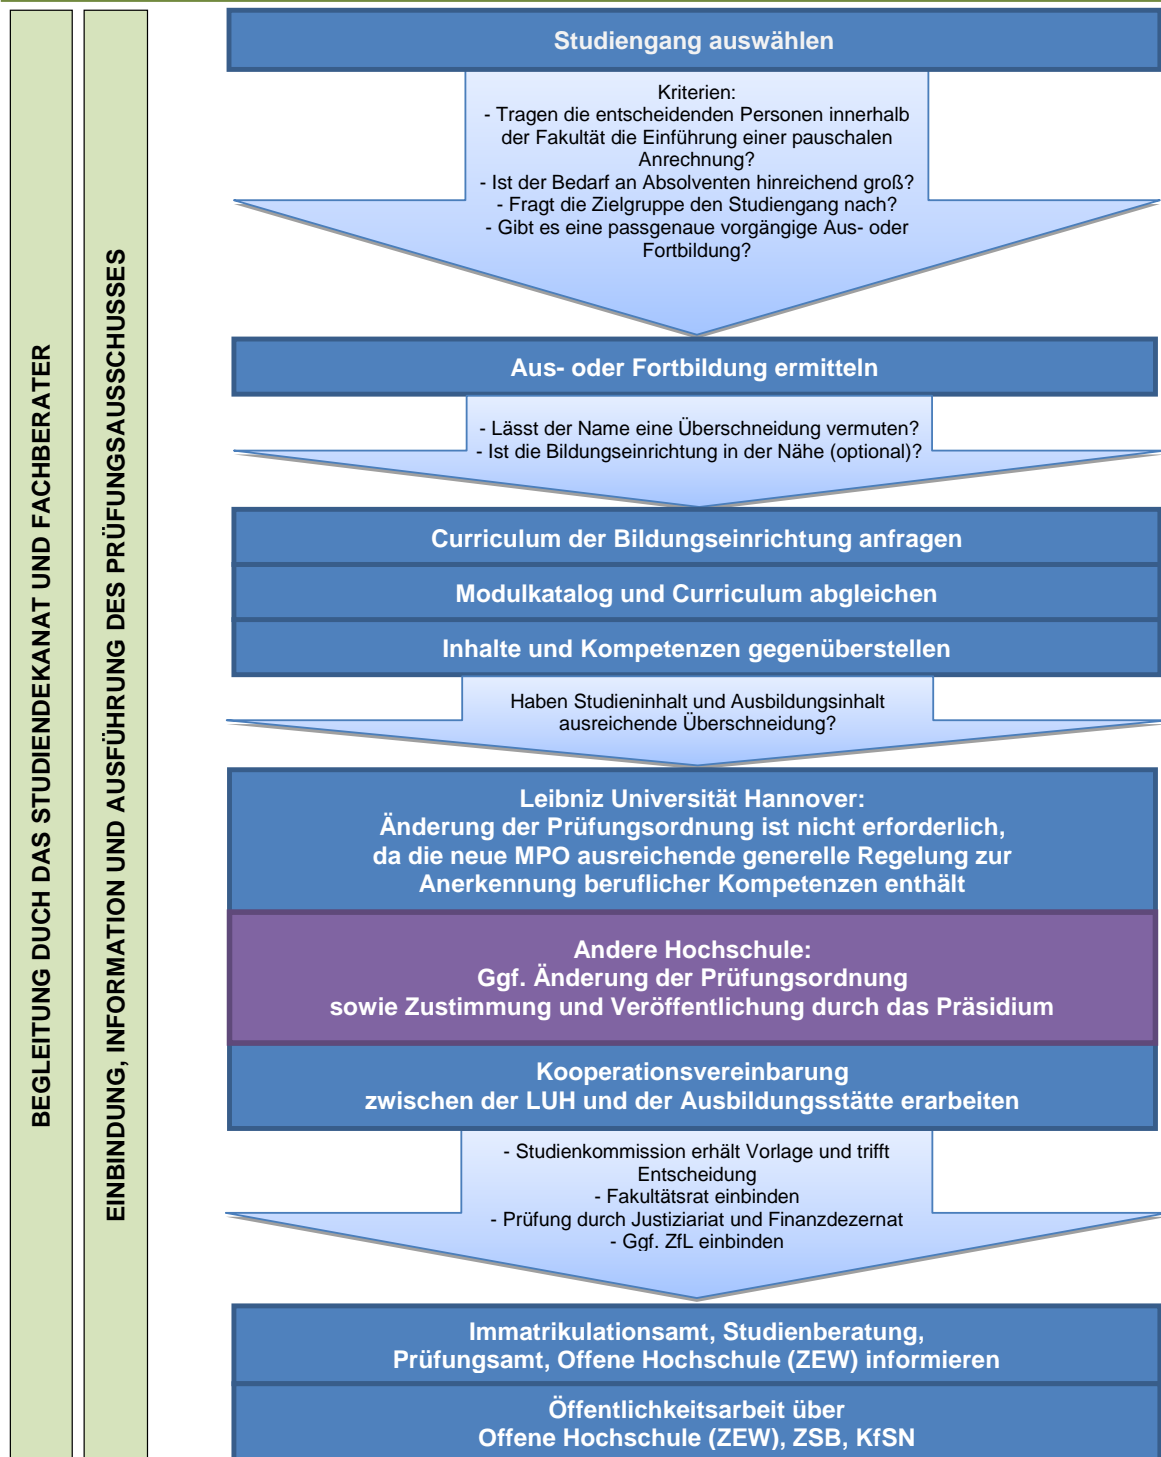 BEGLEITUNG DUCH DAS STUDIENDEKANAT UND FACHBERATER
EINBINDUNG, INFORMATION UND AUSFÜHRUNG DES PRÜFUNGSAUSSCHUSSES
Studiengang auswählen
Kriterien:
- Tragen die entscheidenden Personen innerhalb
der Fakultät die Einführung einer pauschalen
Anrechnung?
- Ist der Bedarf an Absolventen hinreichend groß?
- Fragt die Zielgruppe den Studiengang nach?
- Gibt es eine passgenaue vorgängige Aus- oder
Fortbildung?
Aus- oder Fortbildung ermitteln
- Lässt der Name eine Überschneidung vermuten?
- Ist die Bildungseinrichtung in der Nähe (optional)?
Curriculum der Bildungseinrichtung anfragen
Modulkatalog und Curriculum abgleichen
Inhalte und Kompetenzen gegenüberstellen
Haben Studieninhalt und Ausbildungsinhalt
ausreichende Überschneidung?
Leibniz Universität Hannover:
Änderung der Prüfungsordnung ist nicht erforderlich,
da die neue MPO ausreichende generelle Regelung zur
Anerkennung beruflicher Kompetenzen enthält
Andere Hochschule:
Ggf. Änderung der Prüfungsordnung
sowie Zustimmung und Veröffentlichung durch das Präsidium
Kooperationsvereinbarung
zwischen der LUH und der Ausbildungsstätte erarbeiten
- Studienkommission erhält Vorlage und trifft
Entscheidung
- Fakultätsrat einbinden
- Prüfung durch Justiziariat und Finanzdezernat
- Ggf. ZfL einbinden
Immatrikulationsamt, Studienberatung,
Prüfungsamt, Offene Hochschule (ZEW) informieren
Öffentlichkeitsarbeit über
Offene Hochschule (ZEW), ZSB, KfSN